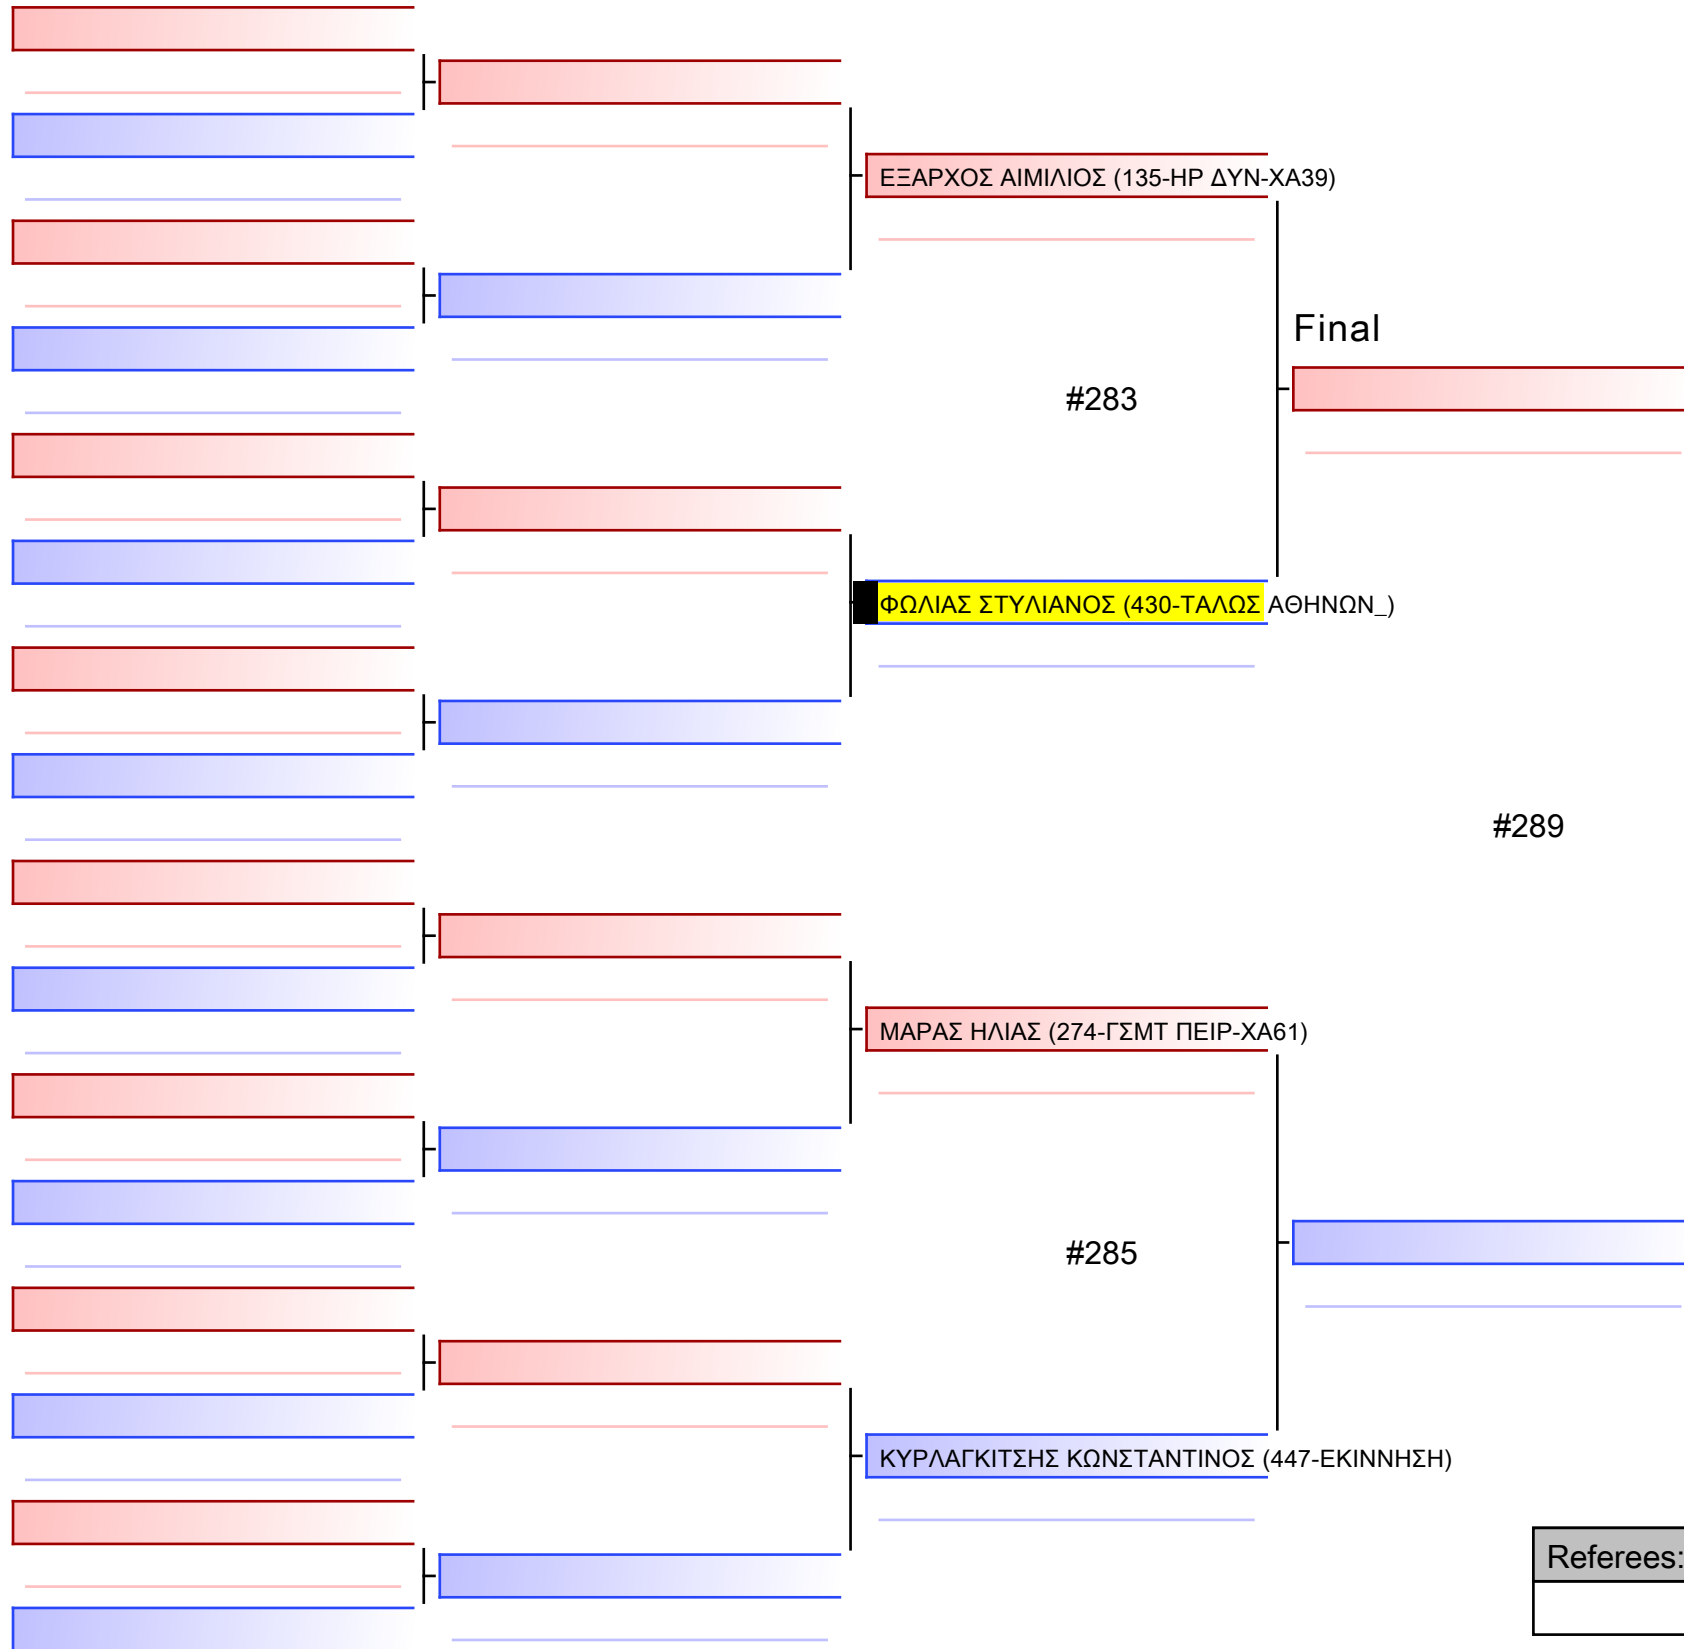 ΕΞΑΡΧΟΣ ΑΙΜΙΛΙΟΣ (135-ΗΡ ΔΥΝ-ΧΑ39)
Final
#283
ΦΩΛΙΑΣ ΣΤΥΛΙΑΝΟΣ (430-ΤΑΛΩΣ ΑΘΗΝΩΝ_)
#289
ΜΑΡΑΣ ΗΛΙΑΣ (274-ΓΣΜΤ ΠΕΙΡ-ΧΑ61)
#285
ΚΥΡΛΑΓΚΙΤΣΗΣ ΚΩΝΣΤΑΝΤΙΝΟΣ (447-ΕΚΙΝΝΗΣΗ)
Referees: